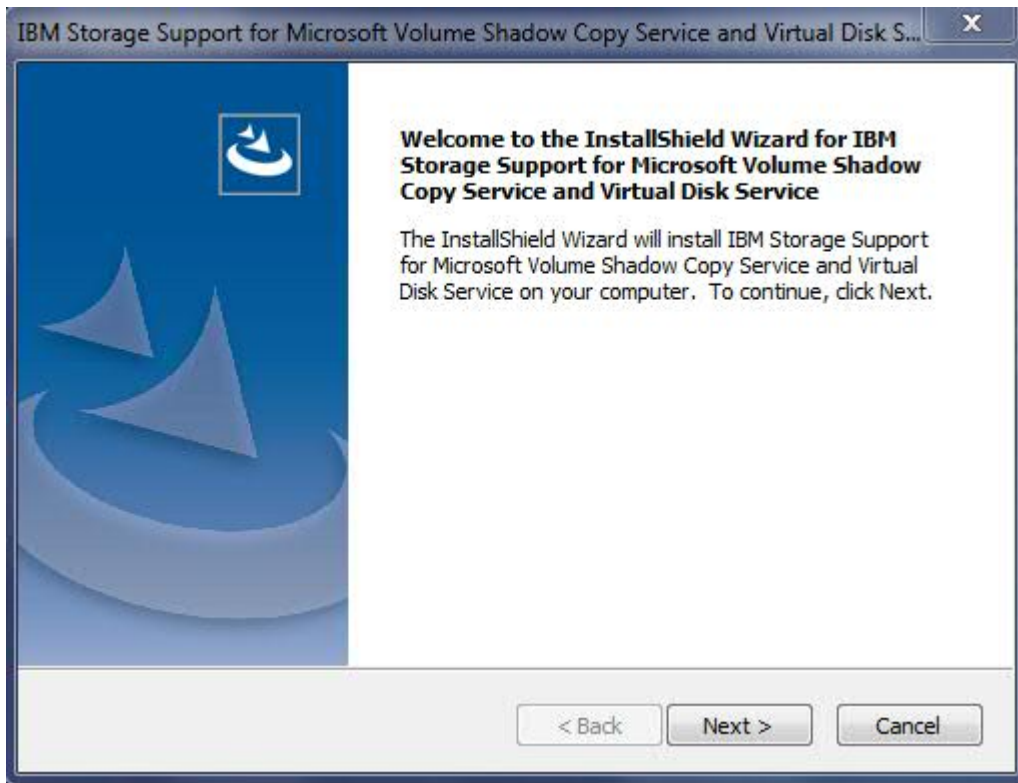 IBM Storage Support for Microsoft Volume Shadow Copy Service and Virtual Disk S...
Welcome to the InstallShield Wizard for IBM
Storage Support for Microsoft Volume Shadow
Copy Service and Virtual Disk Service
The InstallShield Wizard will install IBM Storage Support
for Microsoft Volume Shadow Copy Service and Virtual
Disk Service on your computer.  To continue, click Next.
< Back
Next >
Cancel